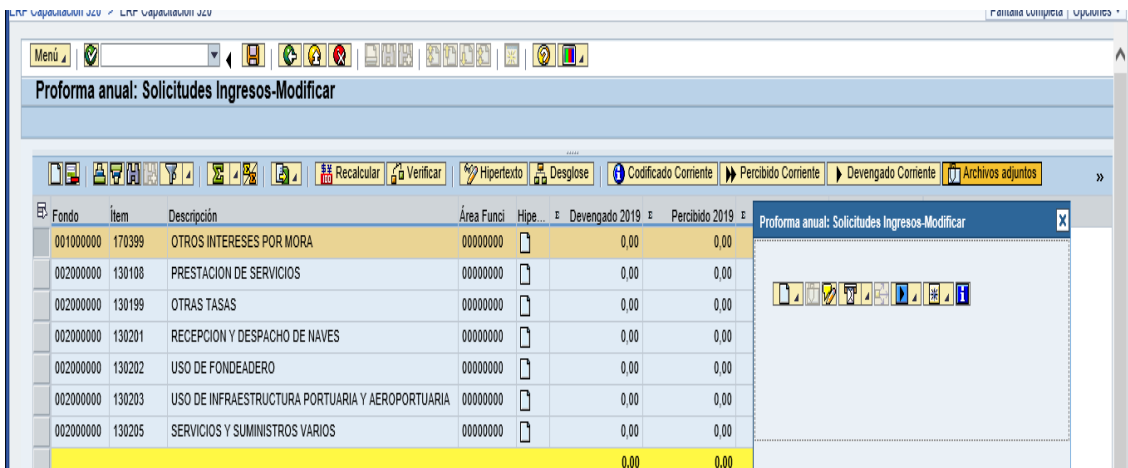 ERP Capacitacion 320 > ERP Capacitacion 320
Pantalla completa Opciones
Menú
Proforma anual: Solicitudes Ingresos-Modificar
Recalcular Verificar Hipertexto Desglose Codificado Corriente Percibido Corriente Devengado Corriente Archivos adjuntos »
Fondo Ítem Descripción Área Funci Hipe... Σ Devengado 2019 Σ Percibido 2019 Σ
001000000 170399 OTROS INTERESES POR MORA 00000000 0,00 0,00
002000000 130108 PRESTACION DE SERVICIOS 00000000 0,00 0,00
002000000 130199 OTRAS TASAS 00000000 0,00 0,00
002000000 130201 RECEPCION Y DESPACHO DE NAVES 00000000 0,00 0,00
002000000 130202 USO DE FONDEADERO 00000000 0,00 0,00
002000000 130203 USO DE INFRAESTRUCTURA PORTUARIA Y AEROPORTUARIA 00000000 0,00 0,00
002000000 130205 SERVICIOS Y SUMINISTROS VARIOS 00000000 0,00 0,00
0,00 0,00
Proforma anual: Solicitudes Ingresos-Modificar